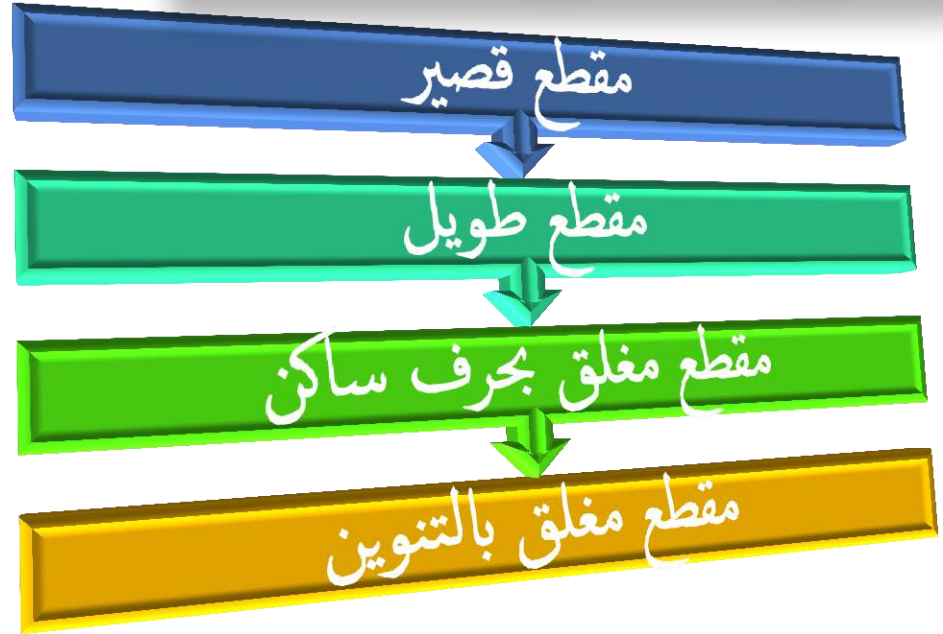 مقطع قصير
مقطع طويل
مقطع مغلق بحرف ساكن
مقطع مغلق بالتنوين